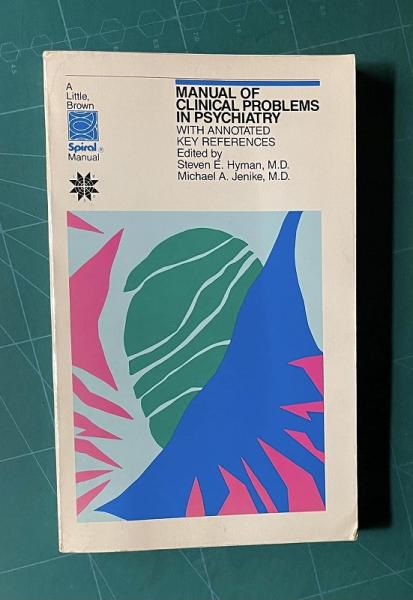 A
Little,
Brown
Spiral®
Manual
MANUAL OF
CLINICAL PROBLEMS
IN PSYCHIATRY
WITH ANNOTATED
KEY REFERENCES
Edited by
Steven E. Hyman, M.D.
Michael A. Jenike, M.D.